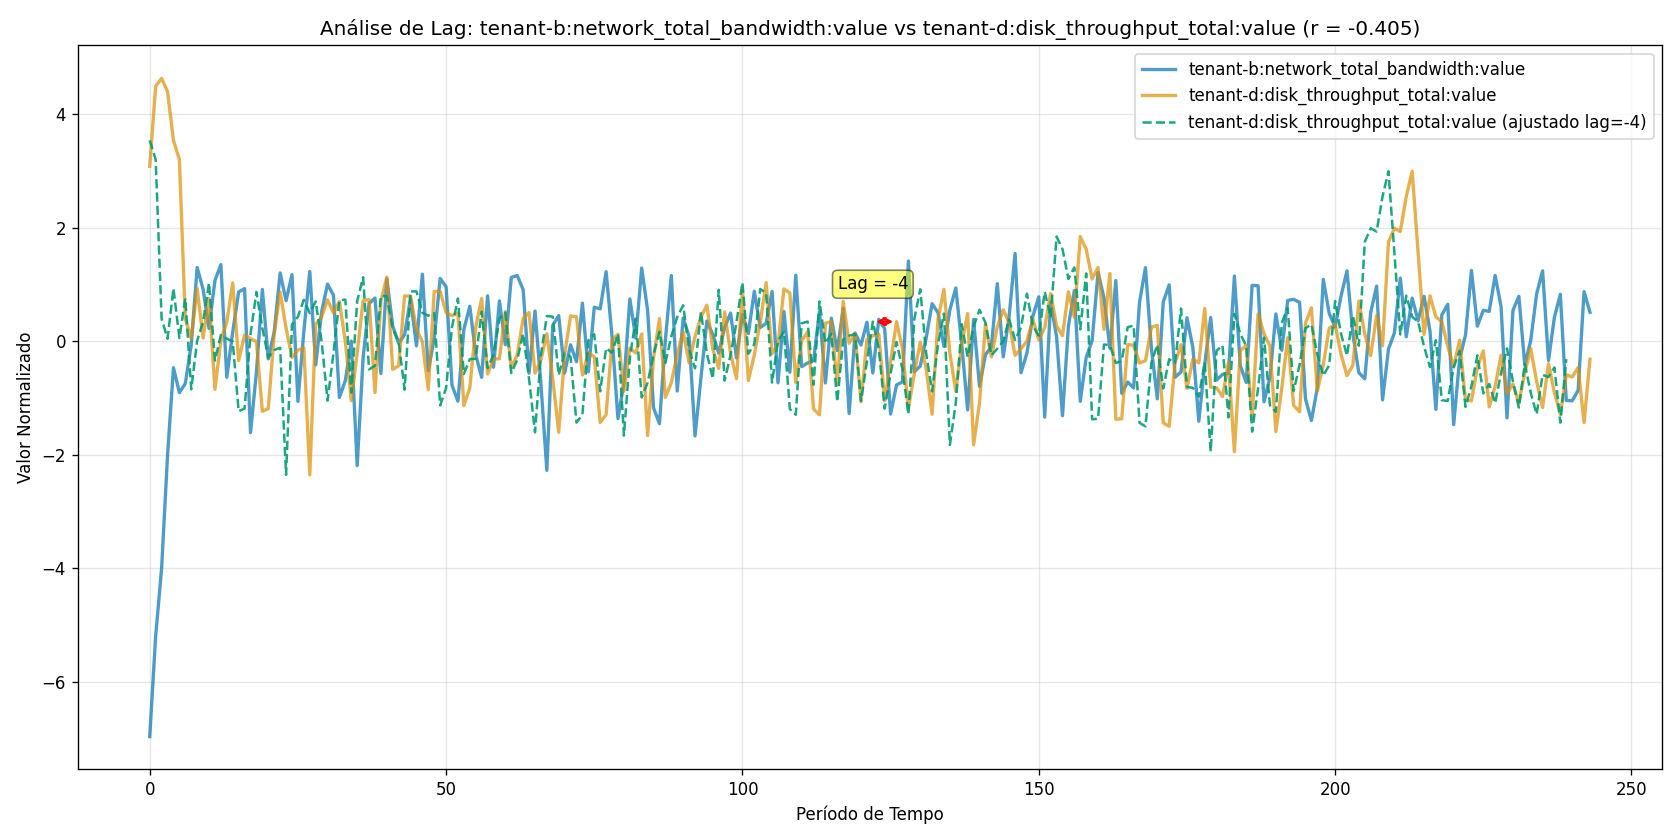 Análise de Lag: tenant-b:network_total_bandwidth:value vs tenant-d:disk_throughput_total:value (r = -0.405)
tenant-b:network_total_bandwidth:value
tenant-d:disk_throughput_total:value
tenant-d:disk_throughput_total:value (ajustado lag=-4)
Valor Normalizado
4
2
0
−2
−4
−6
Lag = -4
0
50
100
150
200
250
Período de Tempo